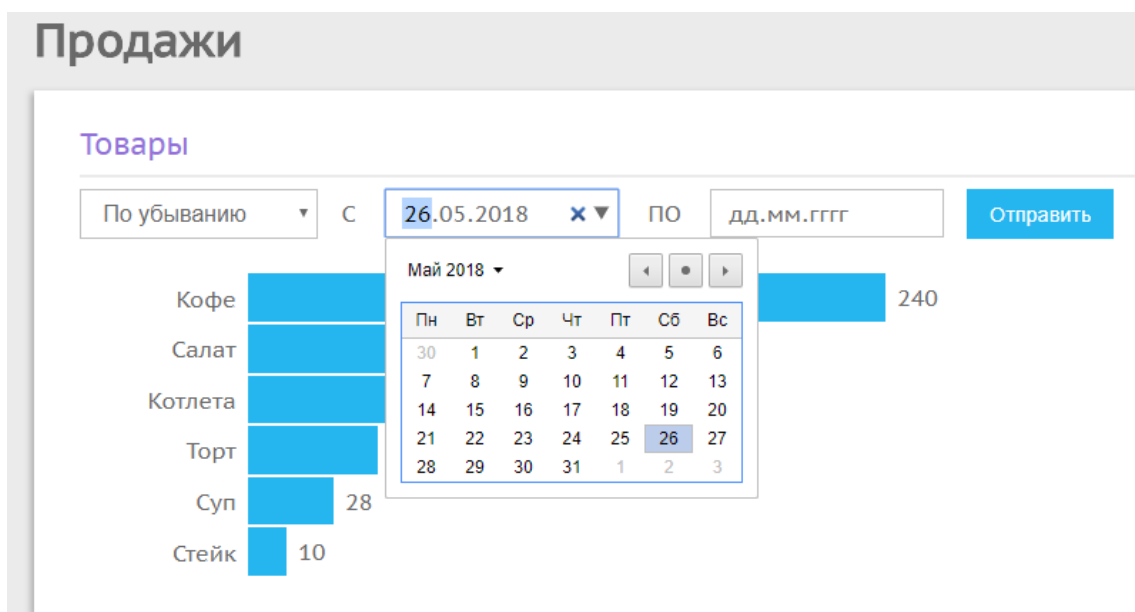 Продажи
Товары
По убыванию С 26.05.2018 ПО дд.мм.гггг Отправить
Май 2018
Кофе 240
Салат
Котлета
Торт
Суп 28
Стейк 10
Пн Вт Ср Чт Пт Сб Вс
30 1 2 3 4 5 6
7 8 9 10 11 12 13
14 15 16 17 18 19 20
21 22 23 24 25 26 27
28 29 30 31 1 2 3